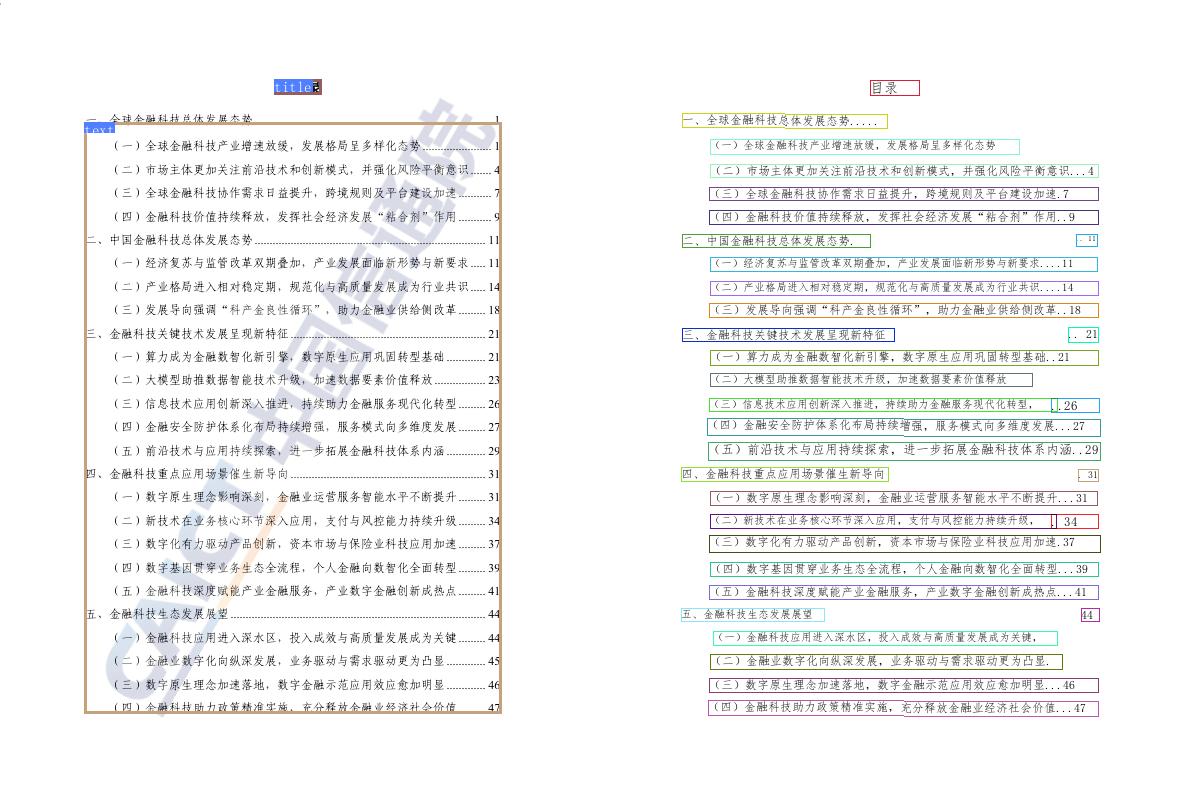 title
text
一、全球金融科技总体发展态势 1
（一）全球金融科技产业增速放缓，发展格局呈多样化态势 ........ 1
（二）市场主体更加关注前沿技术和创新模式，并强化风险平衡意识 ...... 4
（三）全球金融科技协作需求日益提升，跨境规则及平台建设加速 ........ 7
（四）金融科技价值持续释放，发挥社会经济发展“粘合剂”作用 ........ 9
二、中国金融科技总体发展态势 ........ 11
（一）经济复苏与监管改革双期叠加，产业发展面临新形势与新要求 ..... 11
（二）产业格局进入相对稳定期，规范化与高质量发展成为行业共识 ..... 14
（三）发展导向强调“科产金良性循环”，助力金融业供给侧改革 ........ 18
三、金融科技关键技术发展呈现新特征 ........ 21
（一）算力成为金融数智化新引擎，数字原生应用巩固转型基础 ........ 21
（二）大模型助推数据智能技术升级，加速数据要素价值释放 ........ 23
（三）信息技术应用创新深入推进，持续助力金融服务现代化转型 ........ 26
（四）金融安全防护体系化布局持续增强，服务模式向多维度发展 ........ 27
（五）前沿技术与应用持续探索，进一步拓展金融科技体系内涵 ........ 29
四、金融科技重点应用场景催生新导向 ........ 31
（一）数字原生理念影响深刻，金融业运营服务智能水平不断提升 ........ 31
（二）新技术在业务核心环节深入应用，支付与风控能力持续升级 ........ 34
（三）数字化有力驱动产品创新，资本市场与保险业科技应用加速 ........ 37
（四）数字基因贯穿业务生态全流程，个人金融向数智化全面转型 ........ 39
（五）金融科技深度赋能产业金融服务，产业数字金融创新成热点 ........ 41
五、金融科技生态发展展望 ........ 44
（一）金融科技应用进入深水区，投入成效与高质量发展成为关键 ........ 44
（二）金融业数字化向纵深发展，业务驱动与需求驱动更为凸显 ........ 45
（三）数字原生理念加速落地，数字金融示范应用效应愈加明显 ........ 46
（四）金融科技助力政策精准实施，充分释放金融业经济社会价值 47
CAICT 中国信通院
目录
一、全球金融科技总体发展态势.....
（一）全球金融科技产业增速放缓，发展格局呈多样化态势
（二）市场主体更加关注前沿技术和创新模式，并强化风险平衡意识...4
（三）全球金融科技协作需求日益提升，跨境规则及平台建设加速.7
（四）金融科技价值持续释放，发挥社会经济发展“粘合剂”作用..9
二、中国金融科技总体发展态势. . 11
（一）经济复苏与监管改革双期叠加，产业发展面临新形势与新要求....11
（二）产业格局进入相对稳定期，规范化与高质量发展成为行业共识....14
（三）发展导向强调“科产金良性循环”，助力金融业供给侧改革..18
三、金融科技关键技术发展呈现新特征 .. 21
（一）算力成为金融数智化新引擎，数字原生应用巩固转型基础..21
（二）大模型助推数据智能技术升级，加速数据要素价值释放
（三）信息技术应用创新深入推进，持续助力金融服务现代化转型， ..26
（四）金融安全防护体系化布局持续增强，服务模式向多维度发展...27
（五）前沿技术与应用持续探索，进一步拓展金融科技体系内涵..29
四、金融科技重点应用场景催生新导向 . 31
（一）数字原生理念影响深刻，金融业运营服务智能水平不断提升...31
（二）新技术在业务核心环节深入应用，支付与风控能力持续升级， . 34
（三）数字化有力驱动产品创新，资本市场与保险业科技应用加速.37
（四）数字基因贯穿业务生态全流程，个人金融向数智化全面转型...39
（五）金融科技深度赋能产业金融服务，产业数字金融创新成热点...41
五、金融科技生态发展展望 44
（一）金融科技应用进入深水区，投入成效与高质量发展成为关键，
（二）金融业数字化向纵深发展，业务驱动与需求驱动更为凸显.
（三）数字原生理念加速落地，数字金融示范应用效应愈加明显...46
（四）金融科技助力政策精准实施，充分释放金融业经济社会价值...47